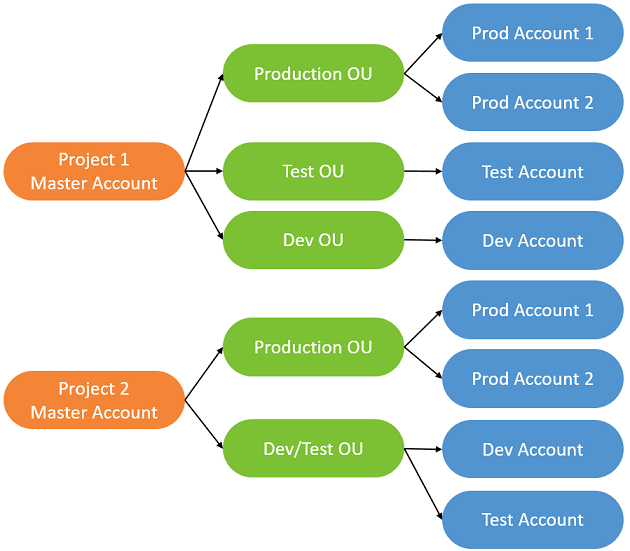 Project 1
Master Account
Production OU
Prod Account 1
Prod Account 2
Test OU
Test Account
Dev OU
Dev Account
Project 2
Master Account
Production OU
Prod Account 1
Prod Account 2
Dev/Test OU
Dev Account
Test Account